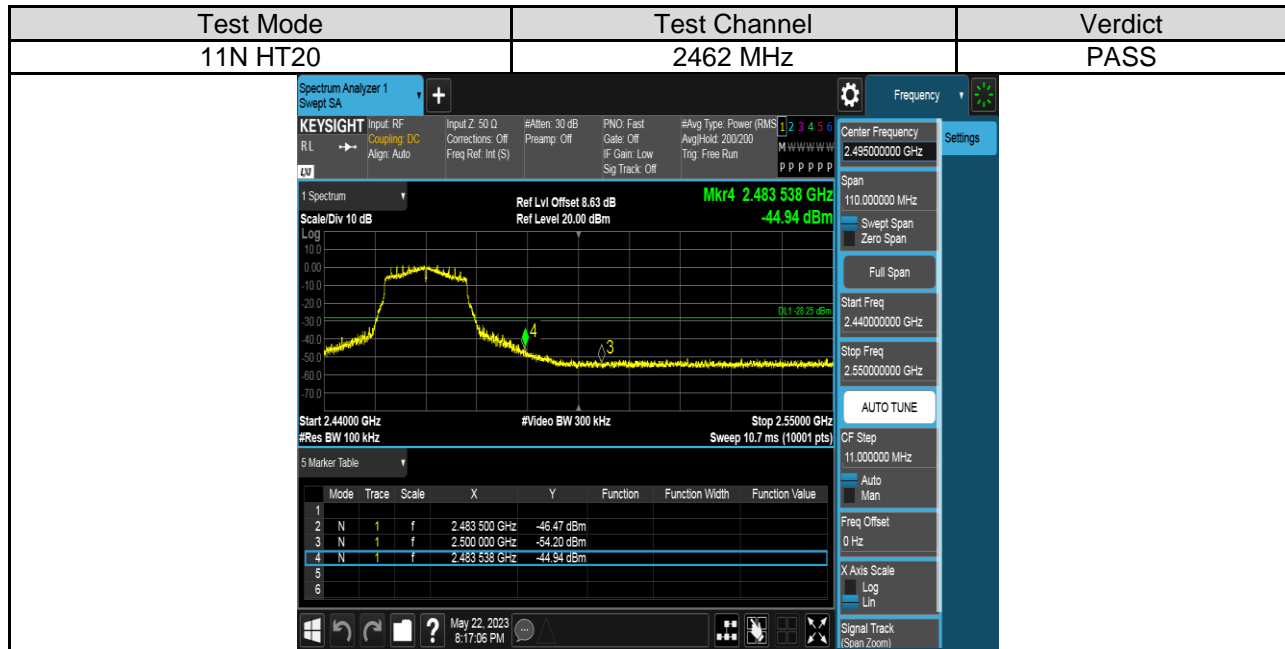 Test Mode Test Channel Verdict
11N HT20 2462 MHz PASS
Spectrum Analyzer 1
Swept SA
+
Frequency
KEYSIGHT Input: RF Input Z: 50 Ω #Atten: 30 dB PNO: Fast #Avg Type: Power (RMS 1 2 3 4 5 6
RL Coupling: DC Corrections: Off Preamp: Off Gate: Off Avg|Hold: 200/200 M W W W W W
Align: Auto Freq Ref: Int (S) IF Gain: Low Trig: Free Run
LXI Sig Track: Off P P P P P P
Center Frequency
2.495000000 GHz
Settings
1 Spectrum Ref Lvl Offset 8.63 dB Mkr4 2.483 538 GHz
Scale/Div 10 dB Ref Level 20.00 dBm -44.94 dBm
Log
10.0
0.00
-10.0
-20.0
DL1 -28.25 dBm
-30.0
-40.0
4
3
-50.0
-60.0
-70.0
Start 2.44000 GHz #Video BW 300 kHz Stop 2.55000 GHz
#Res BW 100 kHz Sweep 10.7 ms (10001 pts)
Span
110.000000 MHz
Swept Span
Zero Span
Full Span
Start Freq
2.440000000 GHz
Stop Freq
2.550000000 GHz
AUTO TUNE
CF Step
11.000000 MHz
Auto
Man
Freq Offset
0 Hz
X Axis Scale
Log
Lin
Signal Track
(Span Zoom)
5 Marker Table
Mode Trace Scale X Y Function Function Width Function Value
1
2 N 1 f 2.483 500 GHz -46.47 dBm
3 N 1 f 2.500 000 GHz -54.20 dBm
4 N 1 f 2.483 538 GHz -44.94 dBm
5
6
? May 22, 2023
8:17:06 PM